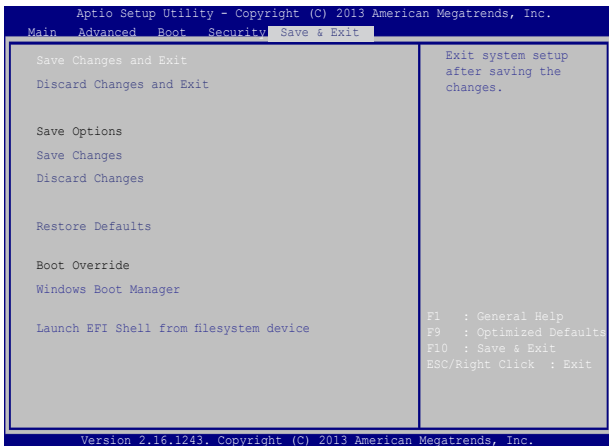 Aptio Setup Utility - Copyright (C) 2013 American Megatrends, Inc.
Main Advanced Boot Security Save & Exit
Save Changes and Exit
Discard Changes and Exit
Save Options
Save Changes
Discard Changes
Restore Defaults
Boot Override
Windows Boot Manager
Launch EFI Shell from filesystem device
Exit system setup
after saving the
changes.
F1 : General Help
F9 : Optimized Defaults
F10 : Save & Exit
ESC/Right Click : Exit
Version 2.16.1243. Copyright (C) 2013 American Megatrends, Inc.